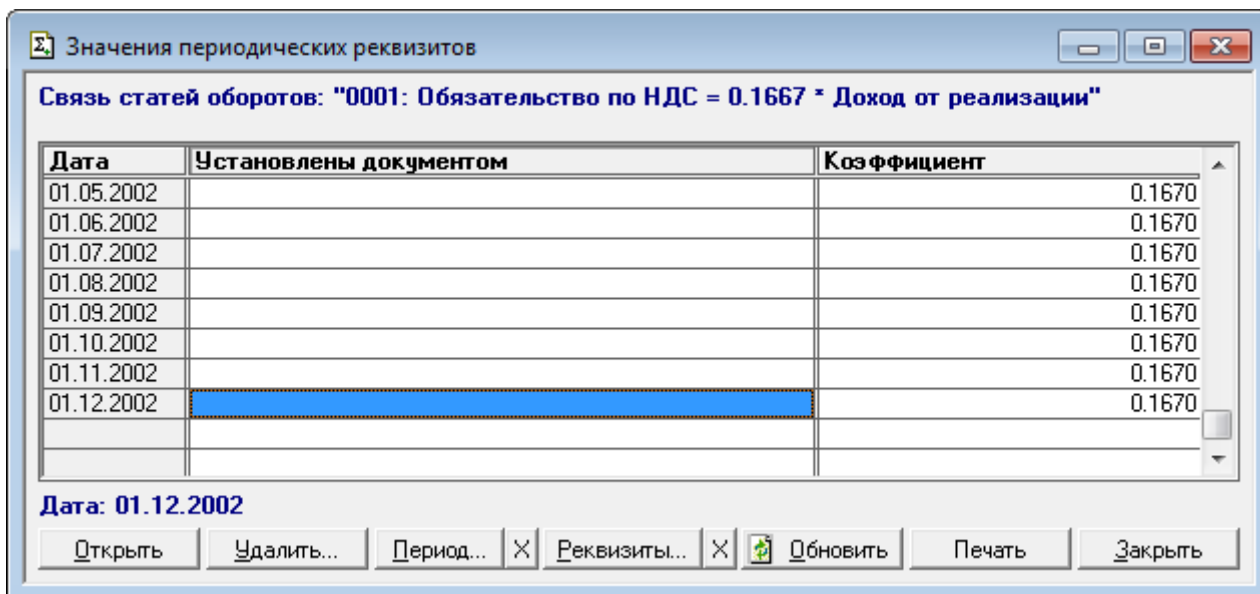 Значения периодических реквизитов
Связь статей оборотов: "0001: Обязательство по НДС = 0.1667 * Доход от реализации"
Дата Установлены документом Коэффициент
01.05.2002 0.1670
01.06.2002 0.1670
01.07.2002 0.1670
01.08.2002 0.1670
01.09.2002 0.1670
01.10.2002 0.1670
01.11.2002 0.1670
01.12.2002 0.1670
Дата: 01.12.2002
Открыть Удалить... Период... X Реквизиты... X Обновить Печать Закрыть